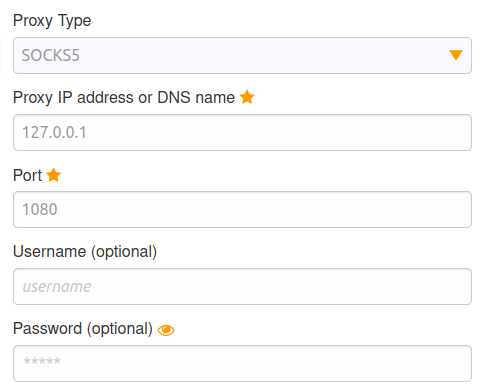 Proxy Type
SOCKS5
Proxy IP address or DNS name
127.0.0.1
Port
1080
Username (optional)
username
Password (optional)
*****